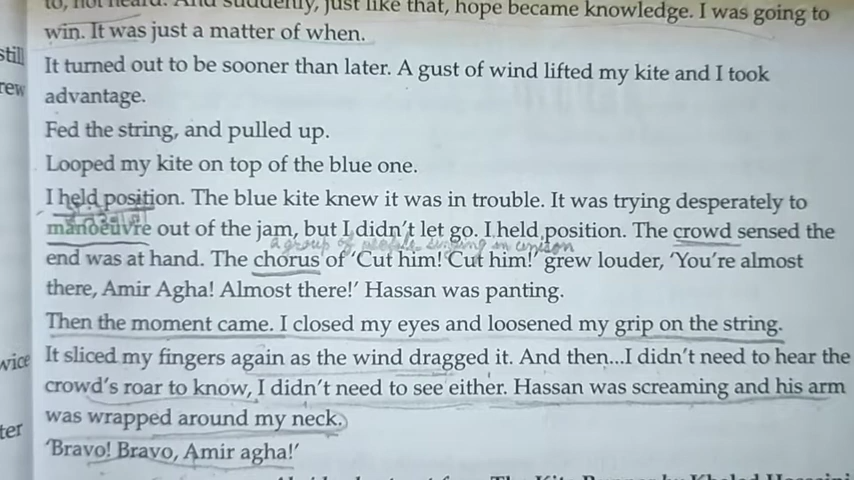 to, not heard. And suddenly, just like that, hope became knowledge. I was going to
win. It was just a matter of when.
still
It turned out to be sooner than later. A gust of wind lifted my kite and I took
rew
advantage.
Fed the string, and pulled up.
Looped my kite on top of the blue one.
I held position. The blue kite knew it was in trouble. It was trying desperately to
manoeuvre out of the jam, but I didn't let go. I held position. The crowd sensed the
a group of people singing in unison
end was at hand. The chorus of 'Cut him! Cut him!' grew louder, 'You're almost
there, Amir Agha! Almost there!' Hassan was panting.
Then the moment came. I closed my eyes and loosened my grip on the string.
It sliced my fingers again as the wind dragged it. And then...I didn't need to hear the
wice
crowd's roar to know, I didn't need to see either. Hassan was screaming and his arm
was wrapped around my neck.
ter
'Bravo! Bravo, Amir agha!'
The Kite Runner by Khaled Hosseini